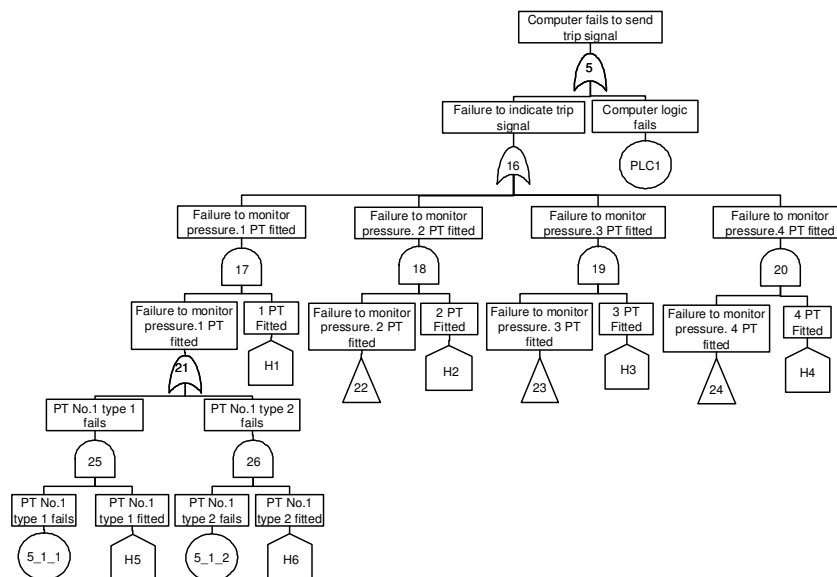 Computer fails to send
trip signal
5
Failure to indicate trip
signal
Computer logic
fails
16
PLC1
Failure to monitor
pressure.1 PT fitted
Failure to monitor
pressure. 2 PT fitted
Failure to monitor
pressure.3 PT fitted
Failure to monitor
pressure.4 PT fitted
17
18
19
20
Failure to monitor
pressure.1 PT
fitted
1 PT
Fitted
Failure to monitor
pressure. 2 PT
fitted
2 PT
Fitted
Failure to monitor
pressure. 3 PT
fitted
3 PT
Fitted
Failure to monitor
pressure. 4 PT
fitted
4 PT
Fitted
21
H1
22
H2
23
H3
24
H4
PT No.1 type 1
fails
PT No.1 type 2
fails
25
26
PT No.1
type 1 fails
PT No.1
type 1 fitted
PT No.1
type 2 fails
PT No.1
type 2 fitted
5_1_1
H5
5_1_2
H6